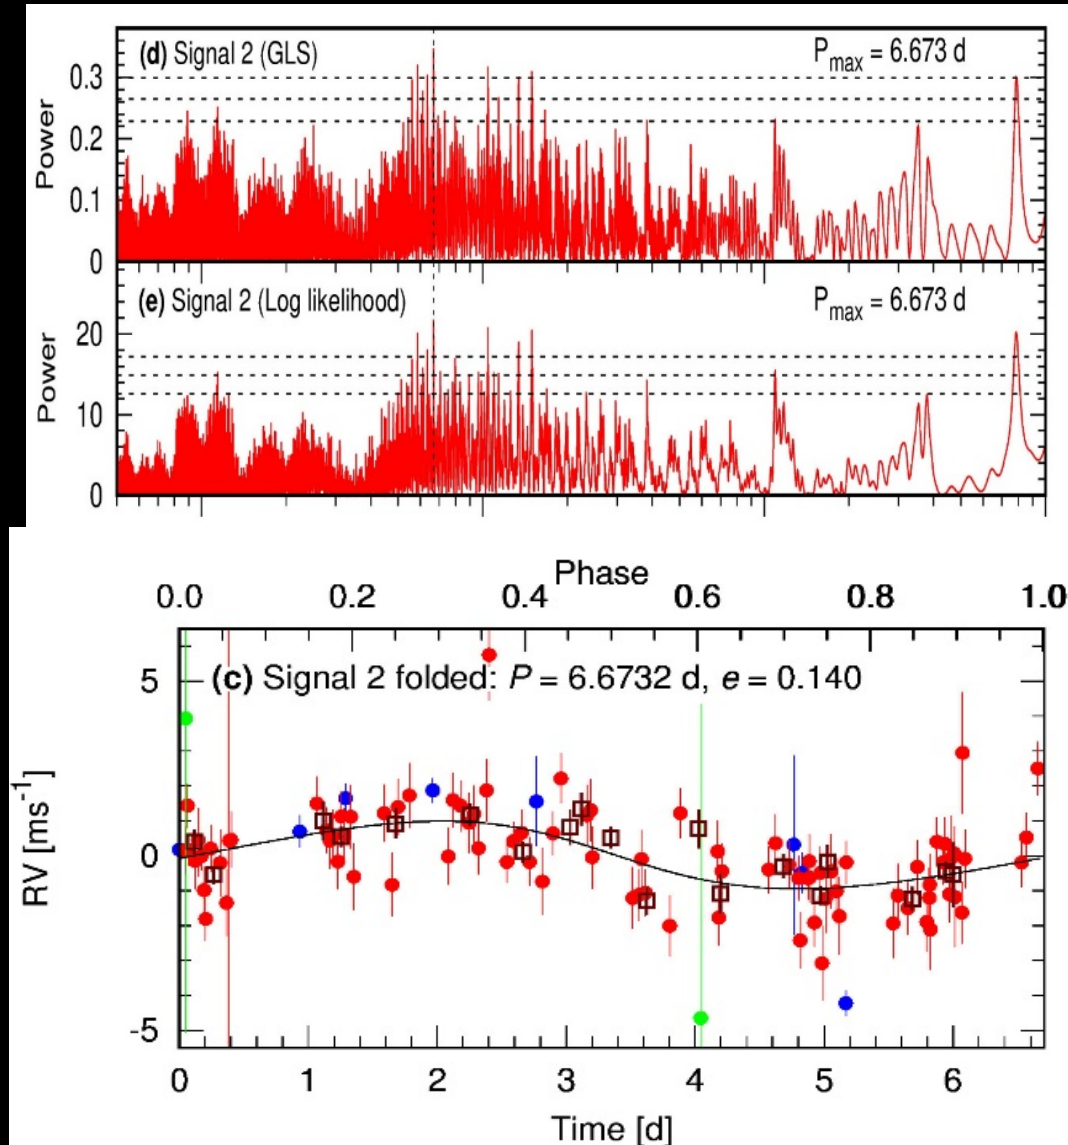 (d) Signal 2 (GLS)
P_max = 6.673 d
Power
0.3
0.2
0.1
0
(e) Signal 2 (Log likelihood)
P_max = 6.673 d
Power
20
10
0
Phase
0.0 0.2 0.4 0.6 0.8 1.0
(c) Signal 2 folded: P = 6.6732 d, e = 0.140
RV [ms⁻¹]
5
0
-5
0 1 2 3 4 5 6
Time [d]